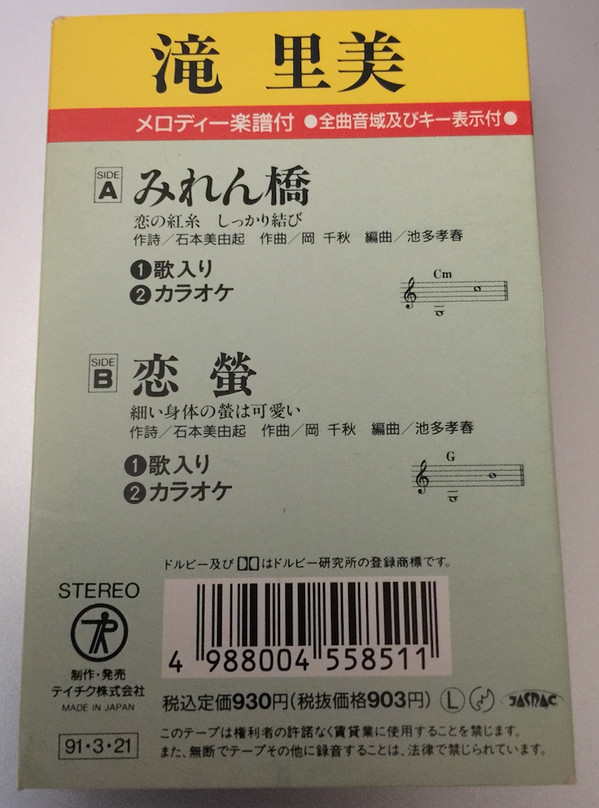 滝 里美
メロディー楽譜付 ●全曲音域及びキー表示付●
SIDE A みれん橋
恋の紅糸 しっかり結び
作詩／石本美由起 作曲／岡 千秋 編曲／池多孝春
❶歌入り
❷カラオケ
Cm
SIDE B 恋 螢
細い身体の螢は可愛い
作詩／石本美由起 作曲／岡 千秋 編曲／池多孝春
❶歌入り
❷カラオケ
G
ドルビー及び はドルビー研究所の登録商標です。
STEREO
制作・発売
テイチク株式会社
MADE IN JAPAN
91・3・21
4 988004 558511
税込定価930円(税抜価格903円) Ⓛ JASRAC
このテープは権利者の許諾なく賃貸業に使用することを禁じます。
また、無断でテープその他に録音することは、法律で禁じられています。